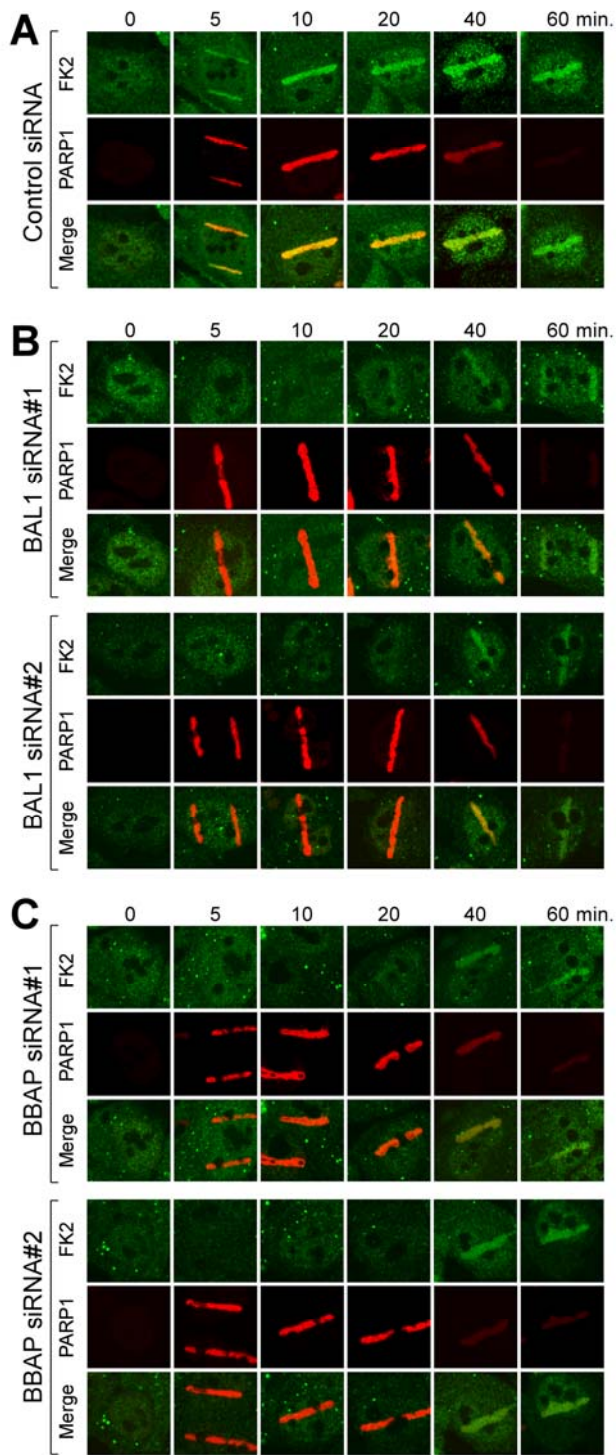 A
0 5 10 20 40 60 min.
Control siRNA
FK2
PARP1
Merge
B
0 5 10 20 40 60 min.
BAL1 siRNA#1
FK2
PARP1
Merge
BAL1 siRNA#2
FK2
PARP1
Merge
C
0 5 10 20 40 60 min.
BBAP siRNA#1
FK2
PARP1
Merge
BBAP siRNA#2
FK2
PARP1
Merge